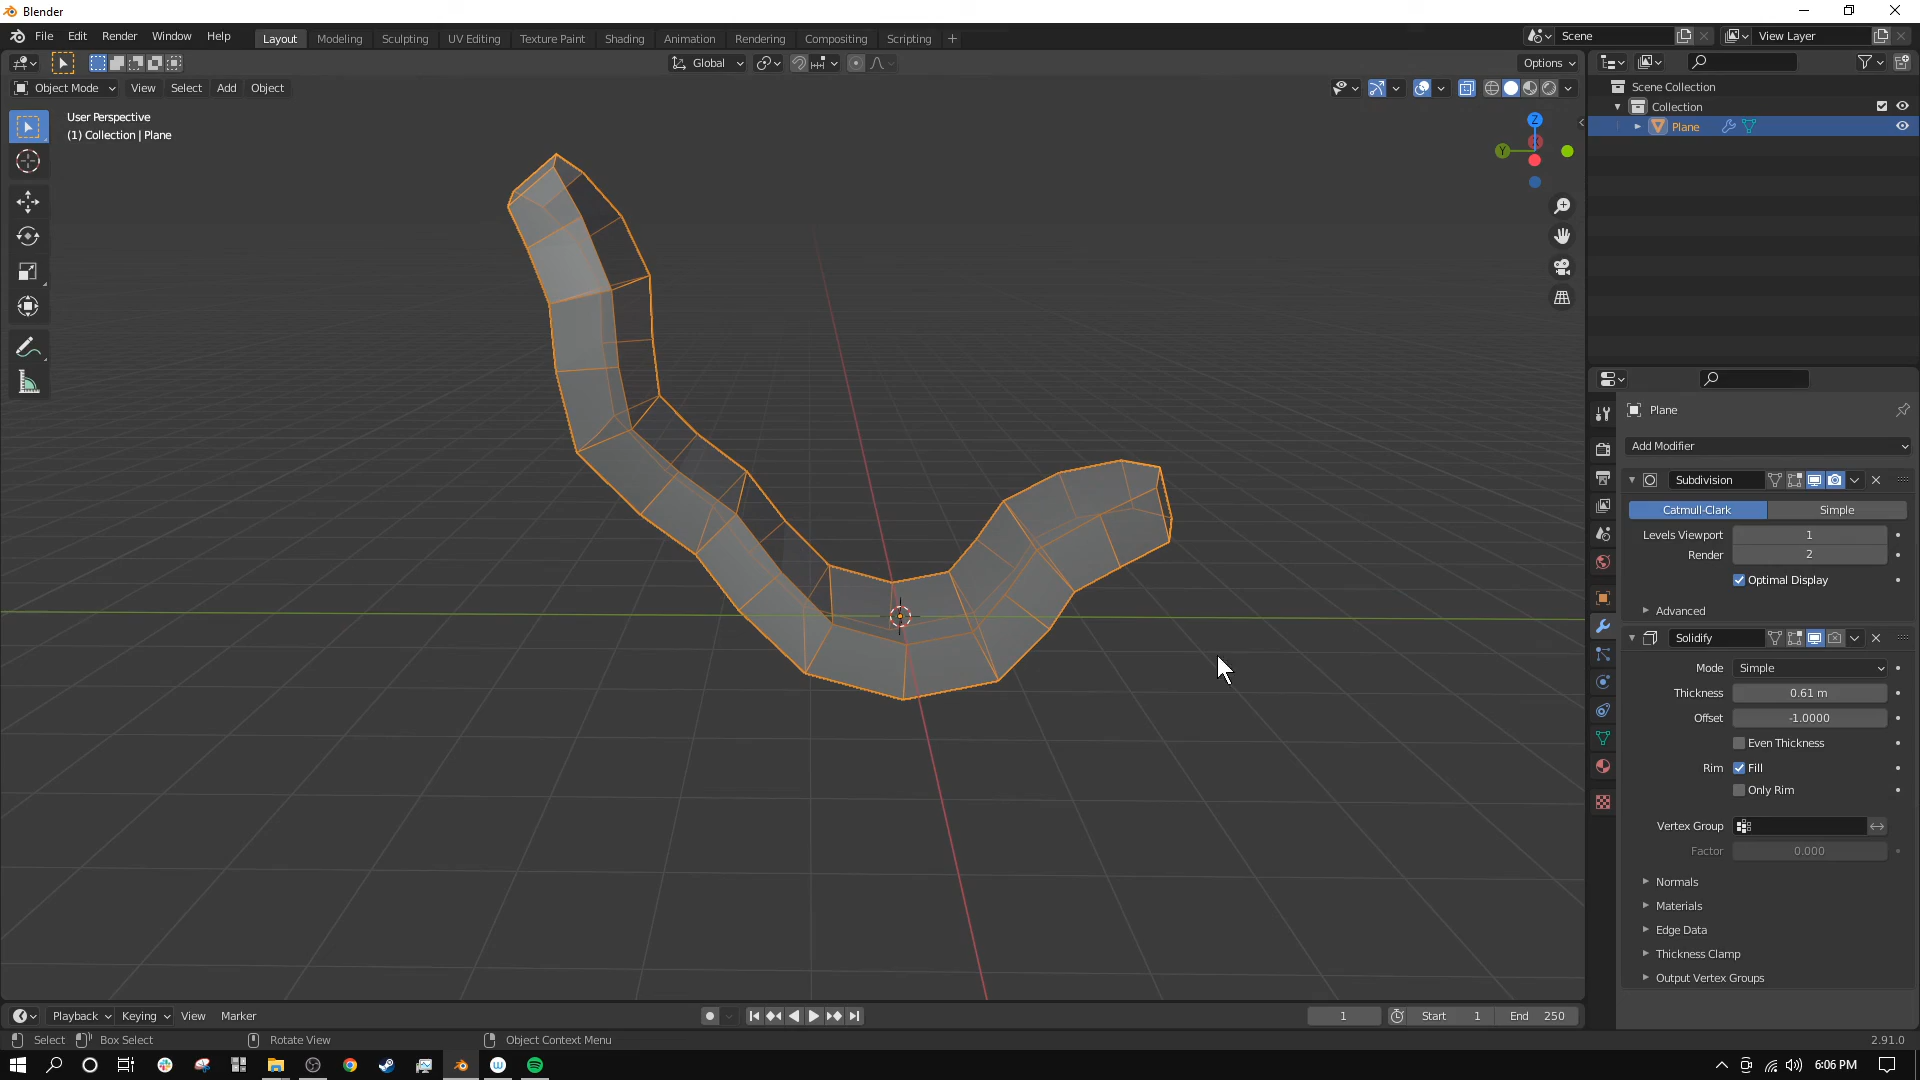 Blender
File Edit Render Window Help
Layout Modeling Sculpting UV Editing Texture Paint Shading Animation Rendering Compositing Scripting +
Scene
View Layer
Global
Options
Object Mode View Select Add Object
User Perspective
(1) Collection | Plane
Z
Y
Scene Collection
Collection
Plane
Plane
Add Modifier
Subdivision
Catmull-Clark Simple
Levels Viewport 1
Render 2
Optimal Display
Advanced
Solidify
Mode Simple
Thickness 0.61 m
Offset -1.0000
Even Thickness
Rim Fill
Only Rim
Vertex Group
Factor 0.000
Normals
Materials
Edge Data
Thickness Clamp
Output Vertex Groups
Playback Keying View Marker
1 Start 1 End 250
Select Box Select Rotate View Object Context Menu 2.91.0
6:06 PM